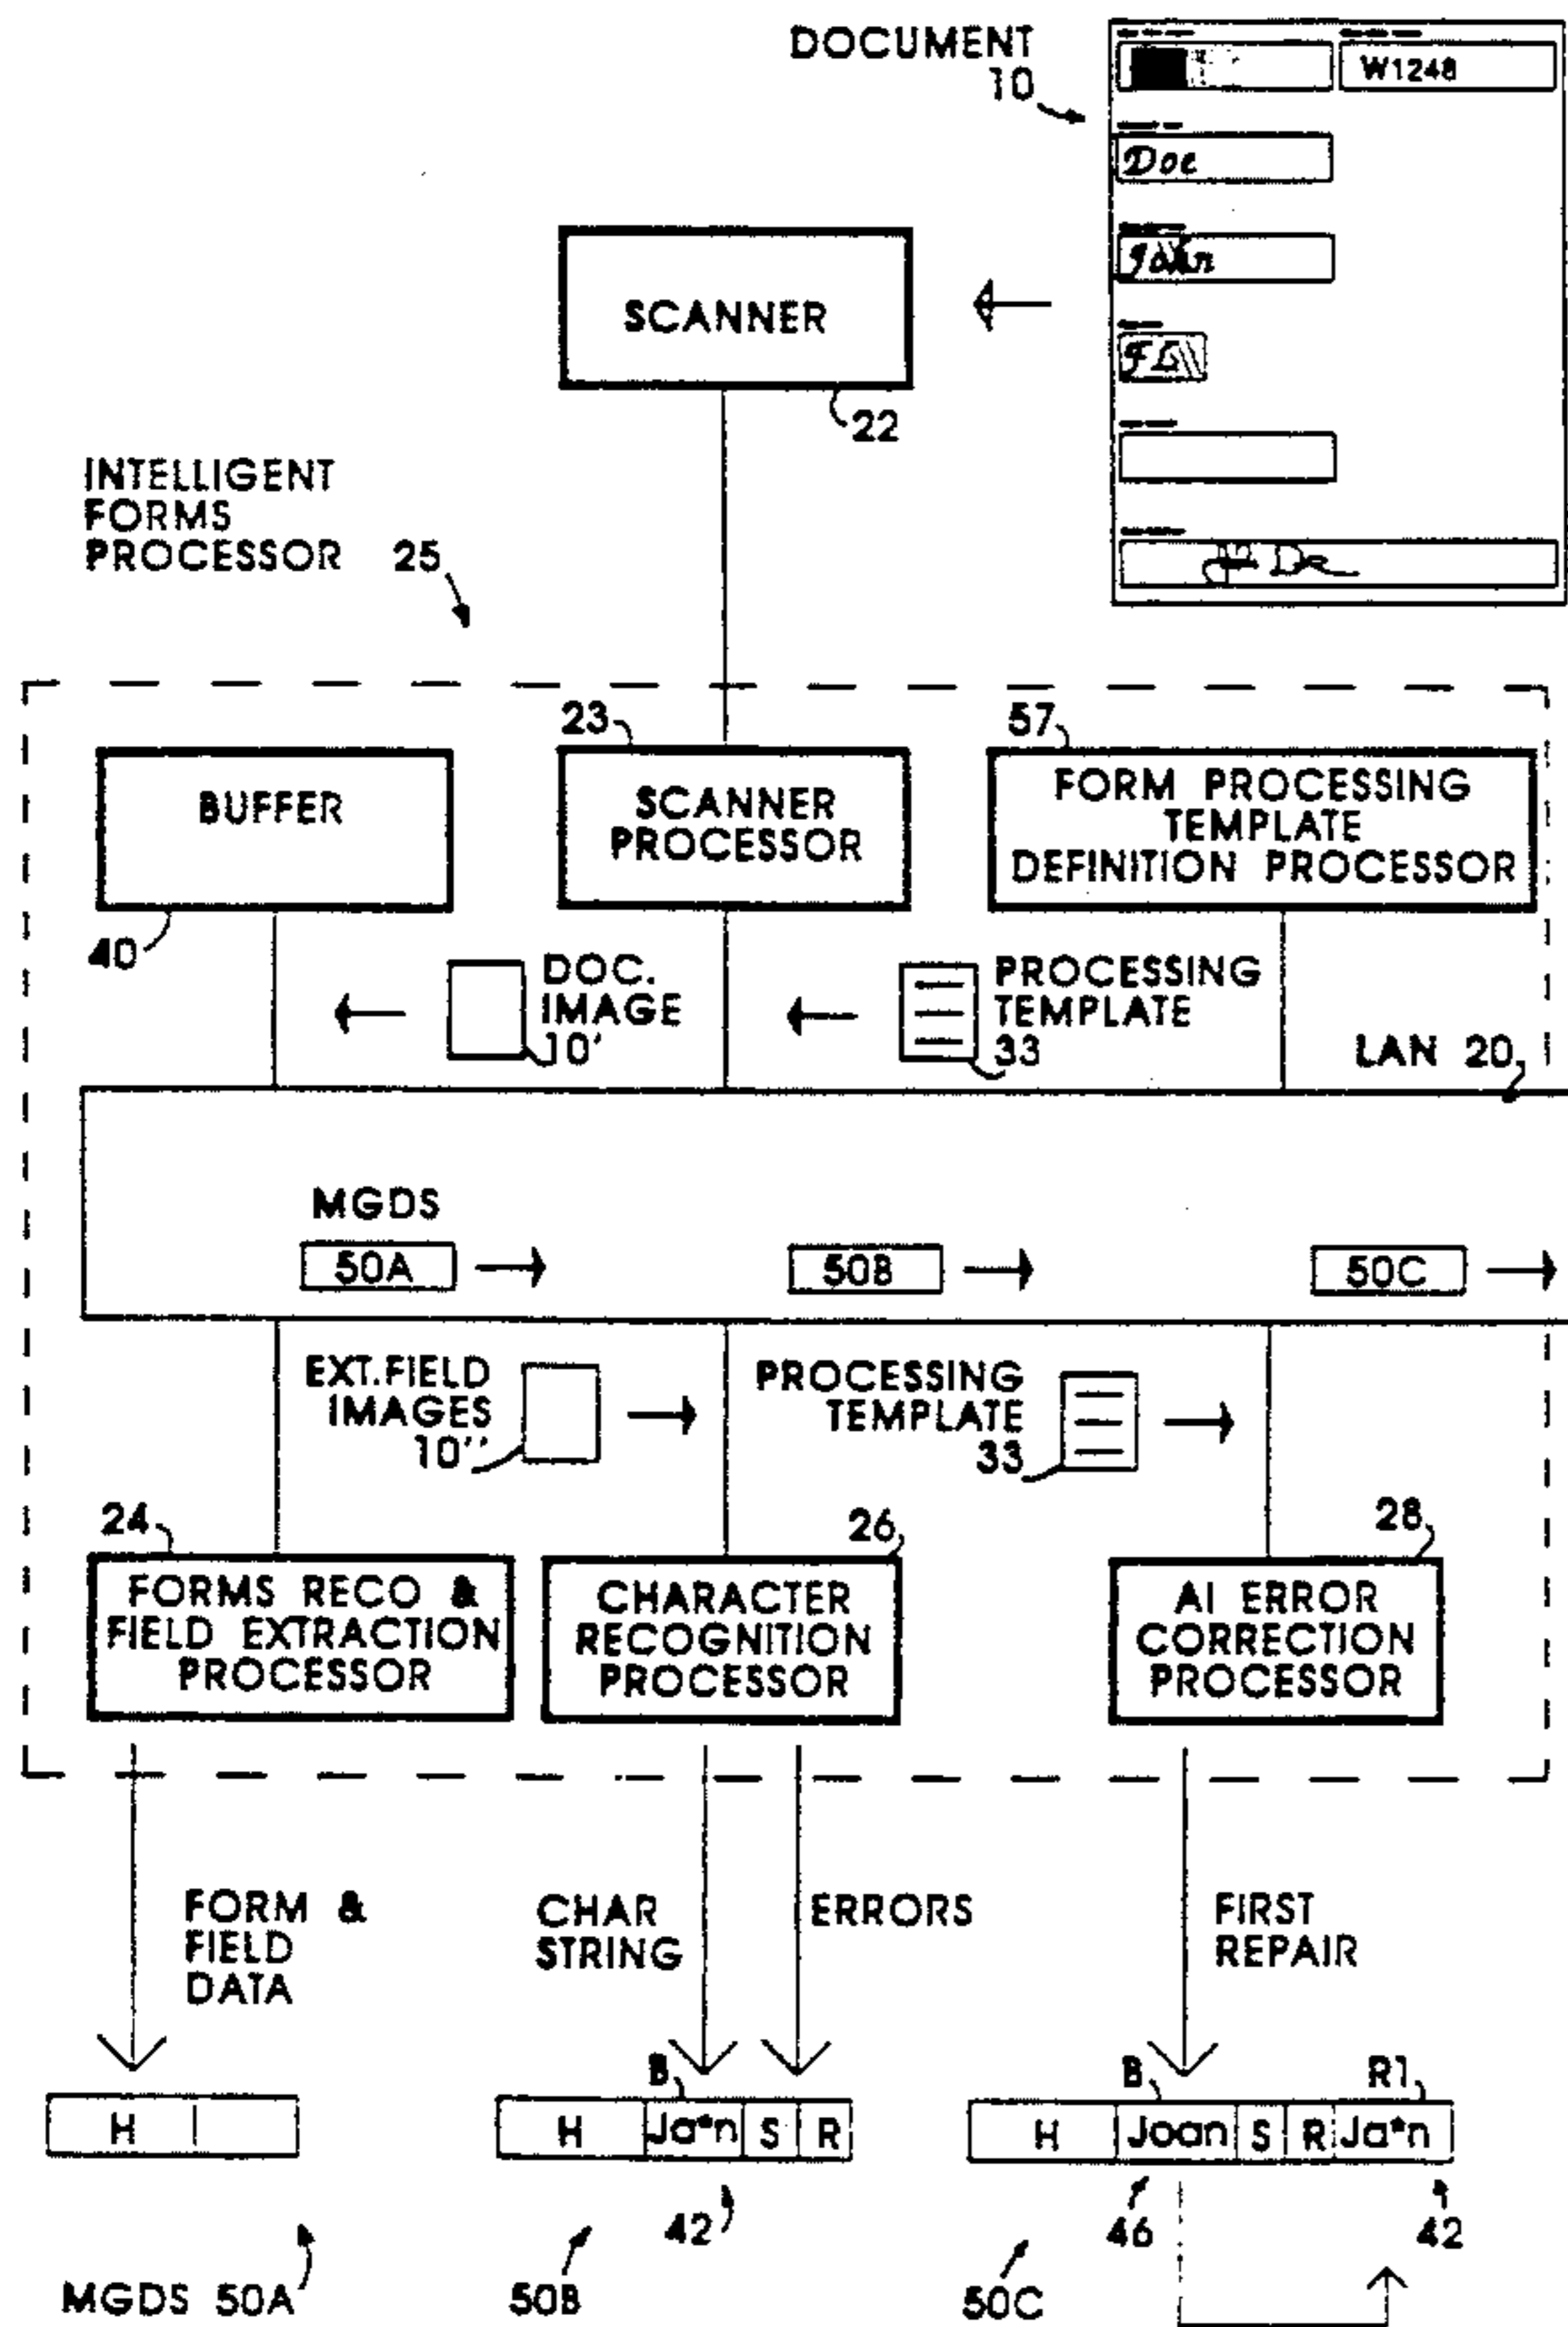 DOCUMENT
10
W1248
Doe
John
SCANNER
22
INTELLIGENT
FORMS
PROCESSOR 25
BUFFER
40
23
SCANNER
PROCESSOR
57
FORM PROCESSING
TEMPLATE
DEFINITION PROCESSOR
DOC.
IMAGE
10'
PROCESSING
TEMPLATE
33
LAN 20
MGDS
50A
50B
50C
EXT.FIELD
IMAGES
10''
PROCESSING
TEMPLATE
33
24
FORMS RECO &
FIELD EXTRACTION
PROCESSOR
26
CHARACTER
RECOGNITION
PROCESSOR
28
AI ERROR
CORRECTION
PROCESSOR
FORM &
FIELD
DATA
CHAR
STRING
ERRORS
FIRST
REPAIR
H
B
H Ja*n S R
B R1
H Joan S R Ja*n
42
46 42
MGDS 50A
50B
50C